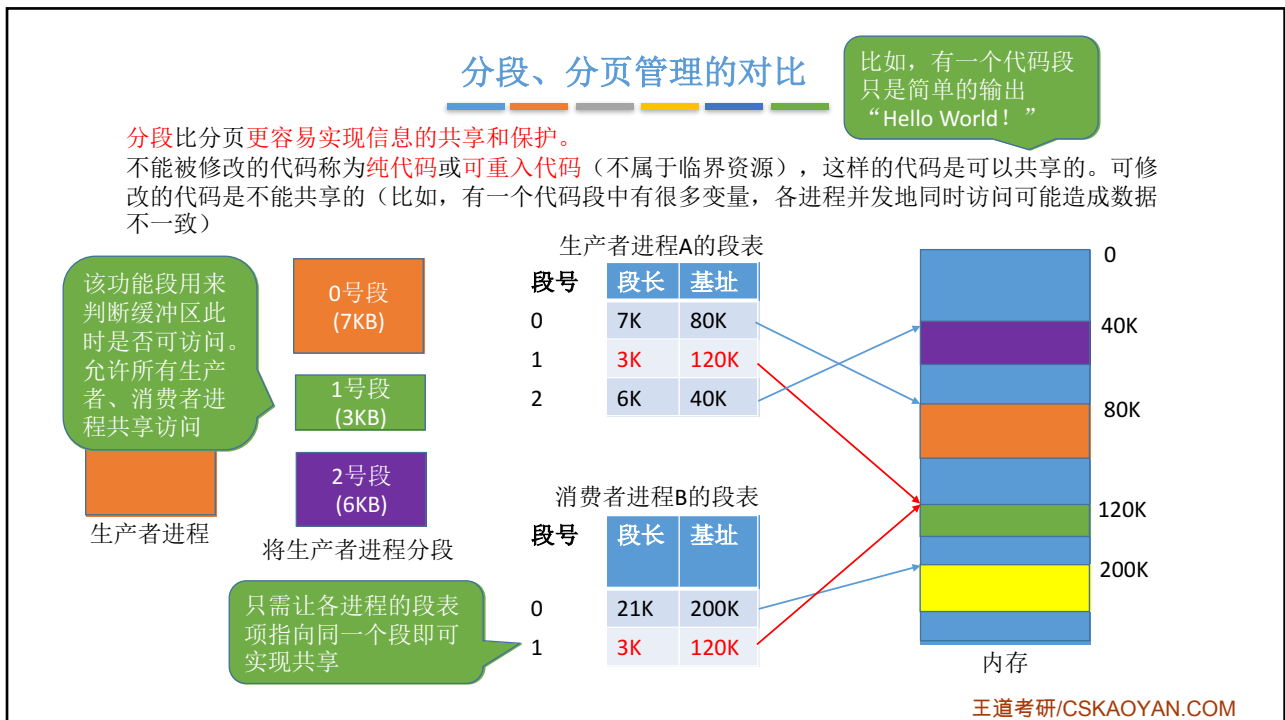 分段、分页管理的对比
比如，有一个代码段
只是简单的输出
“Hello World！”
分段比分页更容易实现信息的共享和保护。
不能被修改的代码称为纯代码或可重入代码（不属于临界资源），这样的代码是可以共享的。可修
改的代码是不能共享的（比如，有一个代码段中有很多变量，各进程并发地同时访问可能造成数据
不一致）
该功能段用来
判断缓冲区此
时是否可访问。
允许所有生产
者、消费者进
程共享访问
生产者进程
0号段
(7KB)
1号段
(3KB)
2号段
(6KB)
将生产者进程分段
生产者进程A的段表
段号 段长 基址
0 7K 80K
1 3K 120K
2 6K 40K
消费者进程B的段表
段号 段长 基址
0 21K 200K
1 3K 120K
只需让各进程的段表
项指向同一个段即可
实现共享
0
40K
80K
120K
200K
内存
王道考研/CSKAOYAN.COM